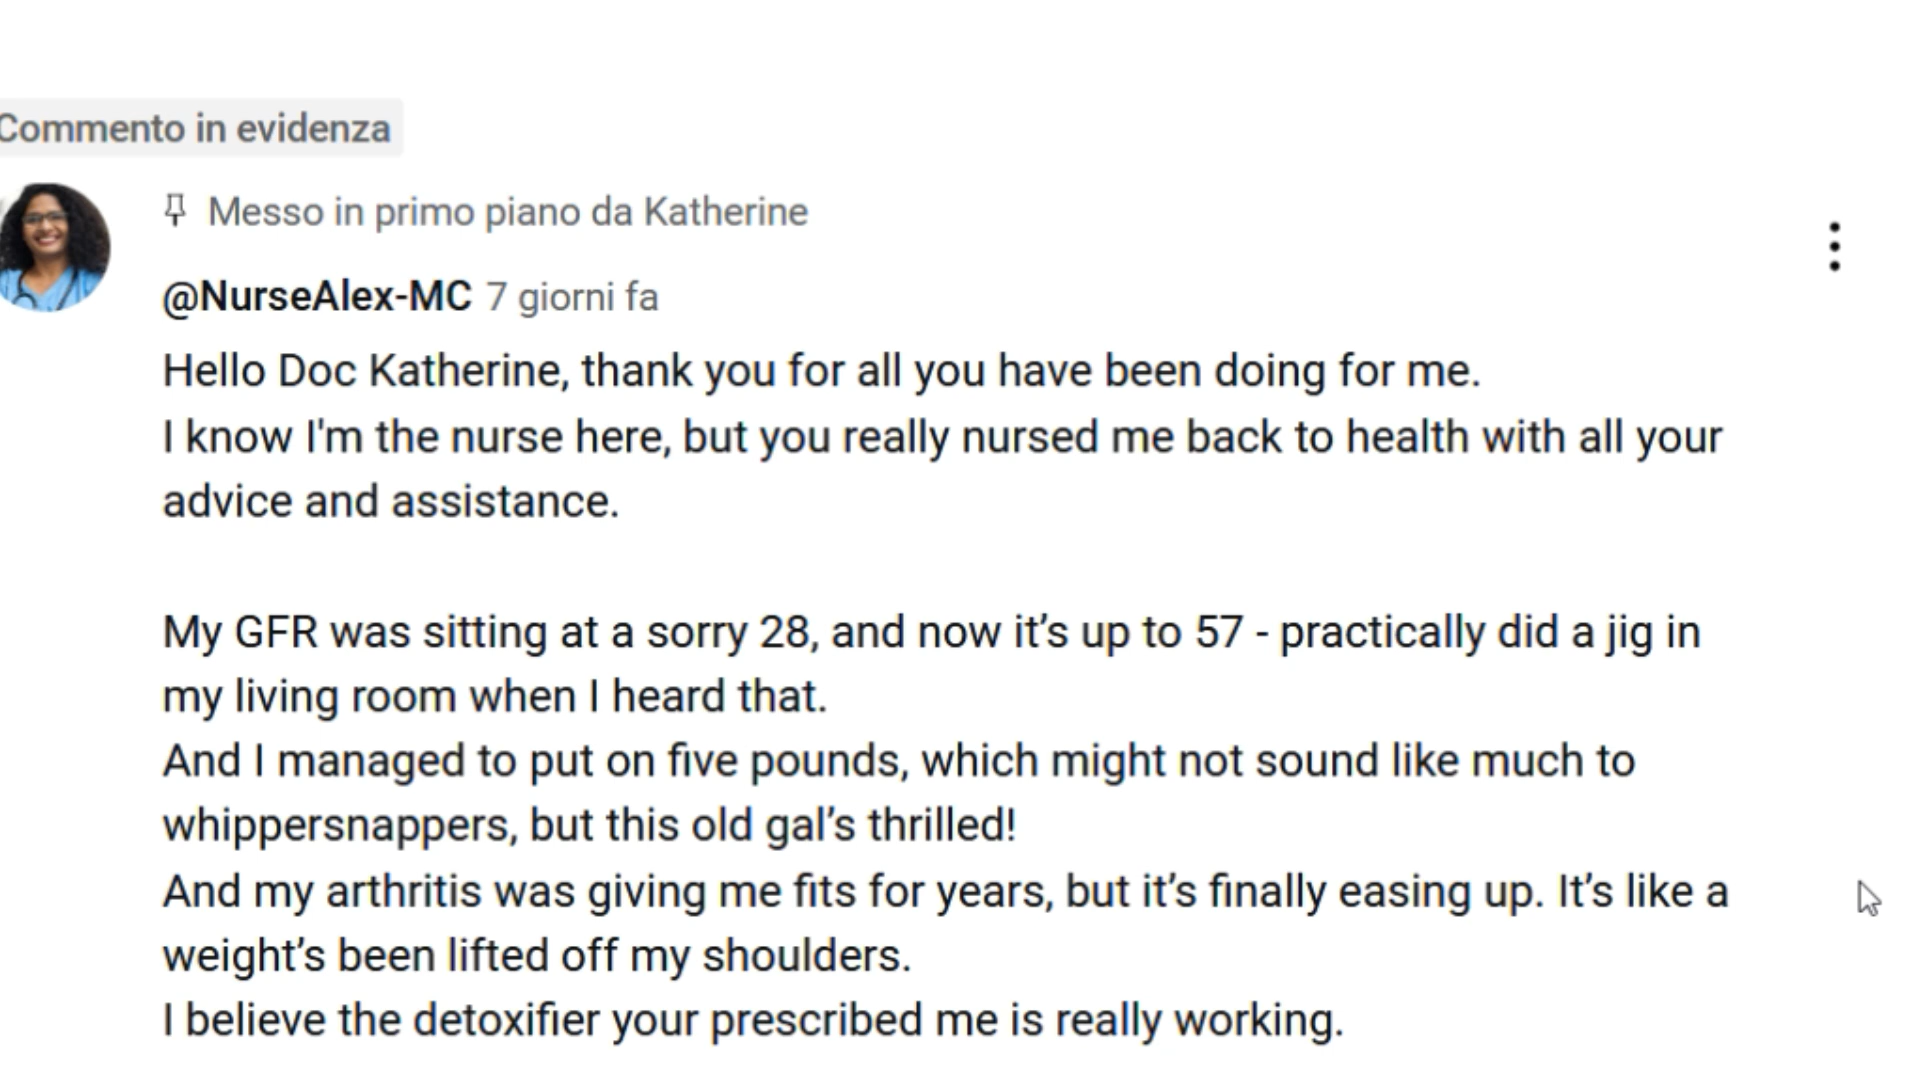 Commento in evidenza
Messo in primo piano da Katherine
@NurseAlex-MC 7 giorni fa
Hello Doc Katherine, thank you for all you have been doing for me.
I know I'm the nurse here, but you really nursed me back to health with all your
advice and assistance.
My GFR was sitting at a sorry 28, and now it’s up to 57 - practically did a jig in
my living room when I heard that.
And I managed to put on five pounds, which might not sound like much to
whippersnappers, but this old gal’s thrilled!
And my arthritis was giving me fits for years, but it’s finally easing up. It’s like a
weight’s been lifted off my shoulders.
I believe the detoxifier your prescribed me is really working.